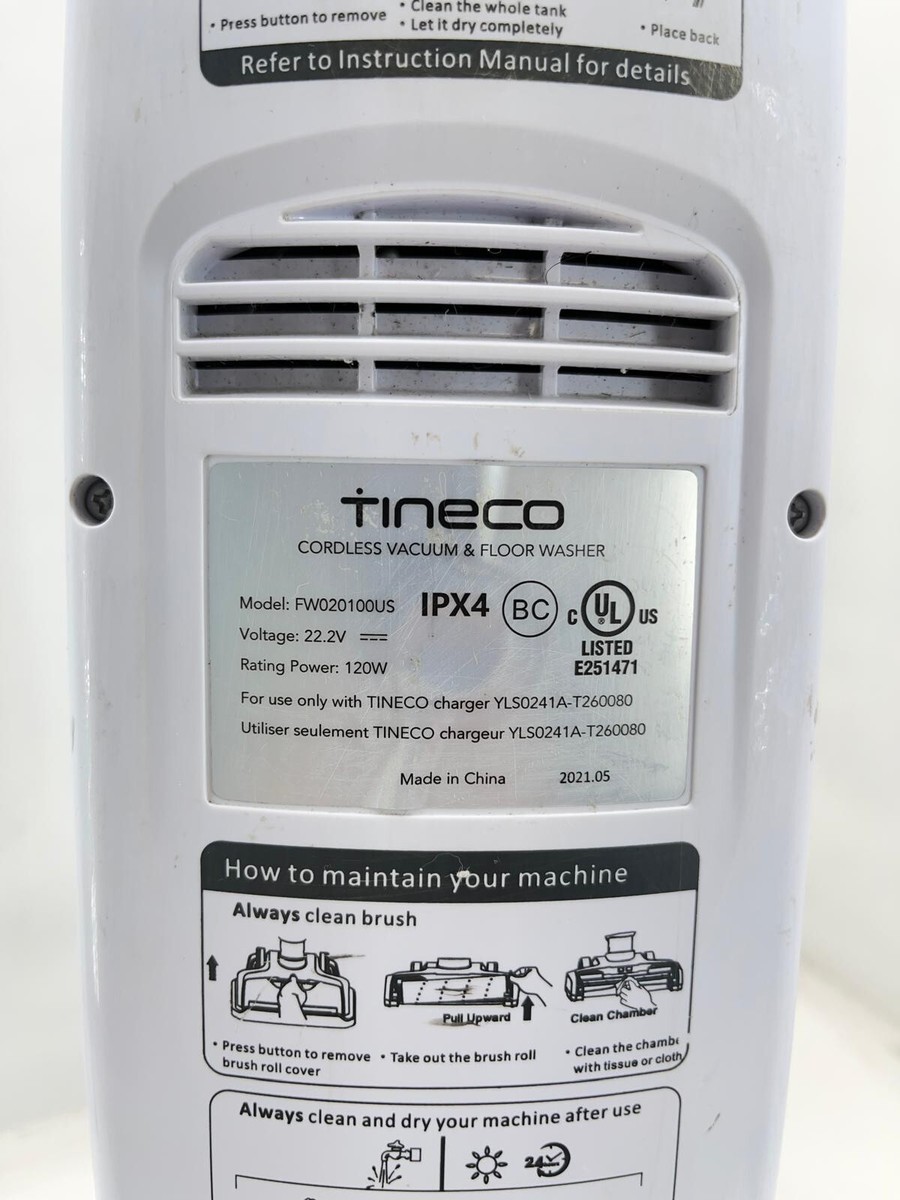 • Press button to remove
• Clean the whole tank
• Let it dry completely
• Place back
Refer to Instruction Manual for details
TINECO
CORDLESS VACUUM & FLOOR WASHER
Model: FW020100US
IPX4
BC
C UL US
LISTED
E251471
Voltage: 22.2V
Rating Power: 120W
For use only with TINECO charger YLS0241A-T260080
Utiliser seulement TINECO chargeur YLS0241A-T260080
Made in China 2021.05
How to maintain your machine
Always clean brush
Pull Upward
Clean Chamber
• Press button to remove
brush roll cover
• Take out the brush roll
• Clean the chambe
with tissue or cloth
Always clean and dry your machine after use
24